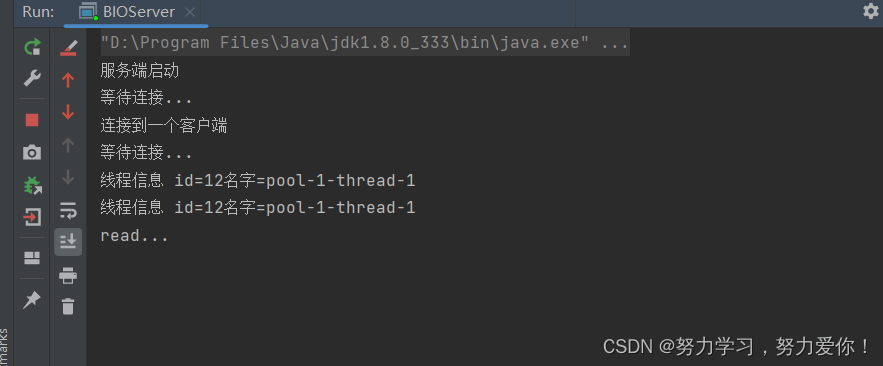 Run: BIOServer
"D:\Program Files\Java\jdk1.8.0_333\bin\java.exe" ...
服务端启动
等待连接...
连接到一个客户端
等待连接...
线程信息 id=12名字=pool-1-thread-1
线程信息 id=12名字=pool-1-thread-1
read...
marks
CSDN @努力学习，努力爱你！